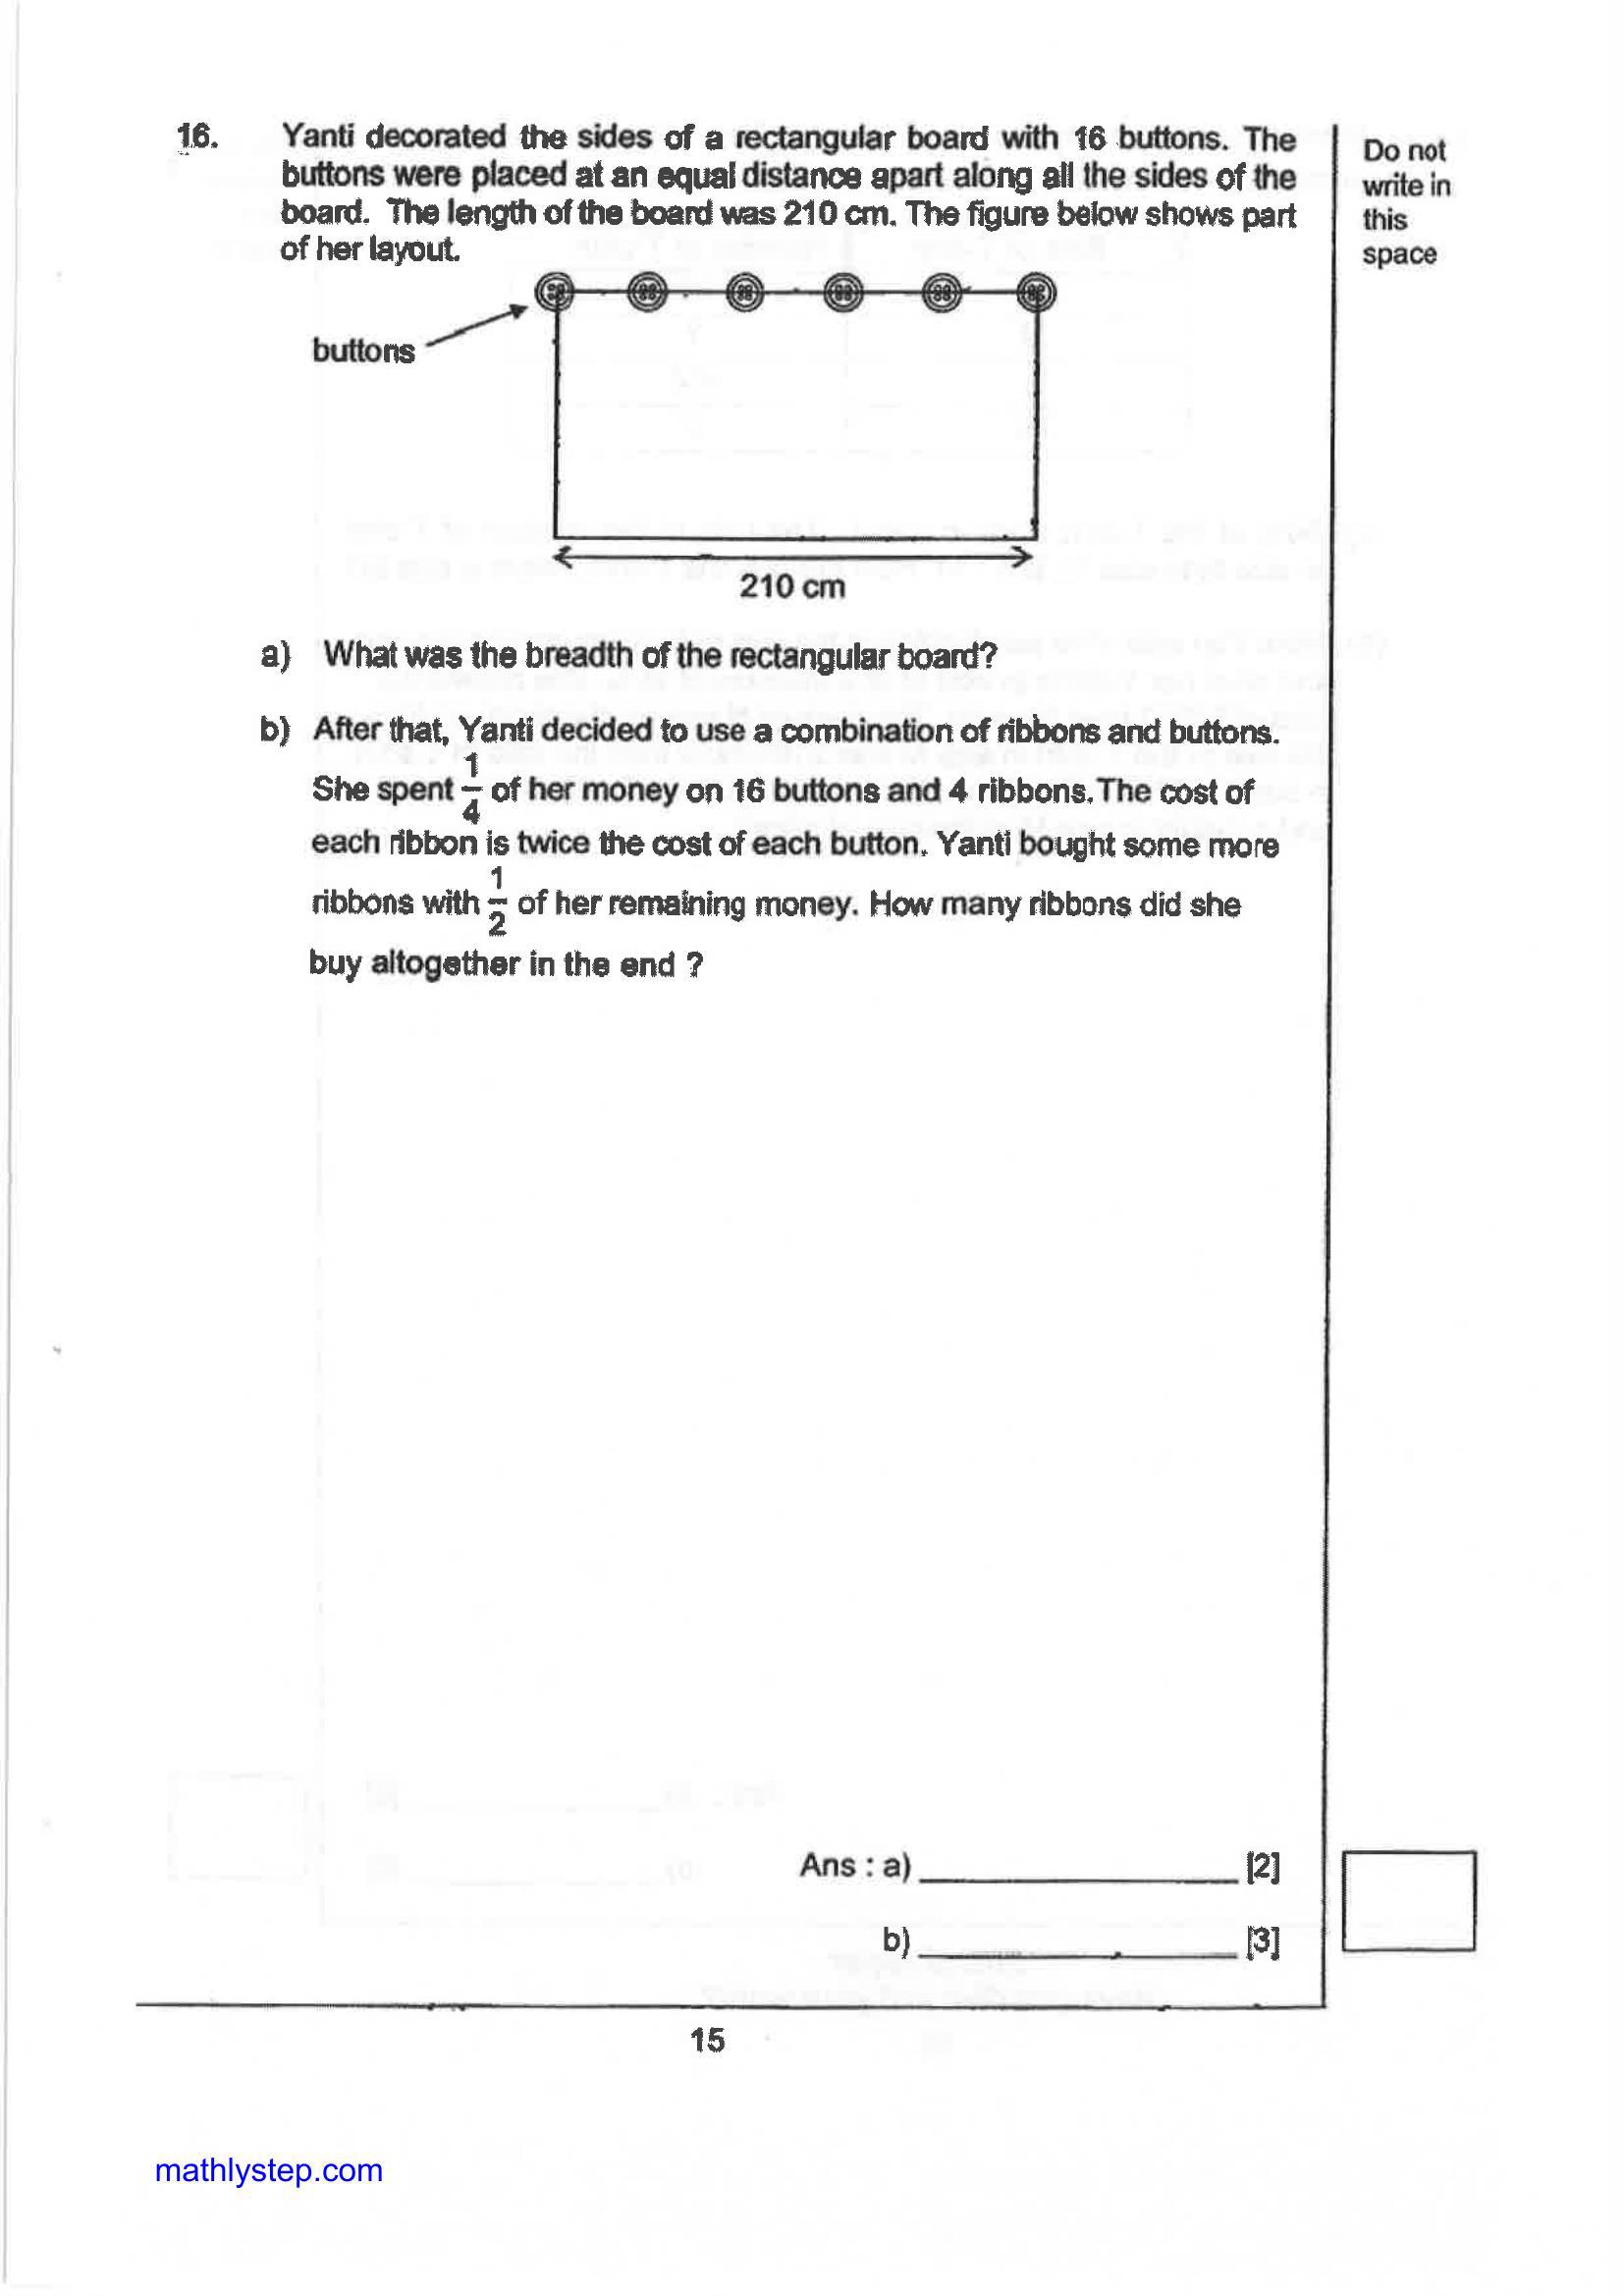 16. Yanti decorated the sides of a rectangular board with 16 buttons. The
buttons were placed at an equal distance apart along all the sides of the
board. The length of the board was 210 cm. The figure below shows part
of her layout.
Do not
write in
this
space
buttons
210 cm
a) What was the breadth of the rectangular board?
b) After that, Yanti decided to use a combination of ribbons and buttons.
She spent 1/4 of her money on 16 buttons and 4 ribbons. The cost of
each ribbon is twice the cost of each button. Yanti bought some more
ribbons with 1/2 of her remaining money. How many ribbons did she
buy altogether in the end ?
Ans : a) ____________ [2]
b) ____________ [3]
15
mathlystep.com